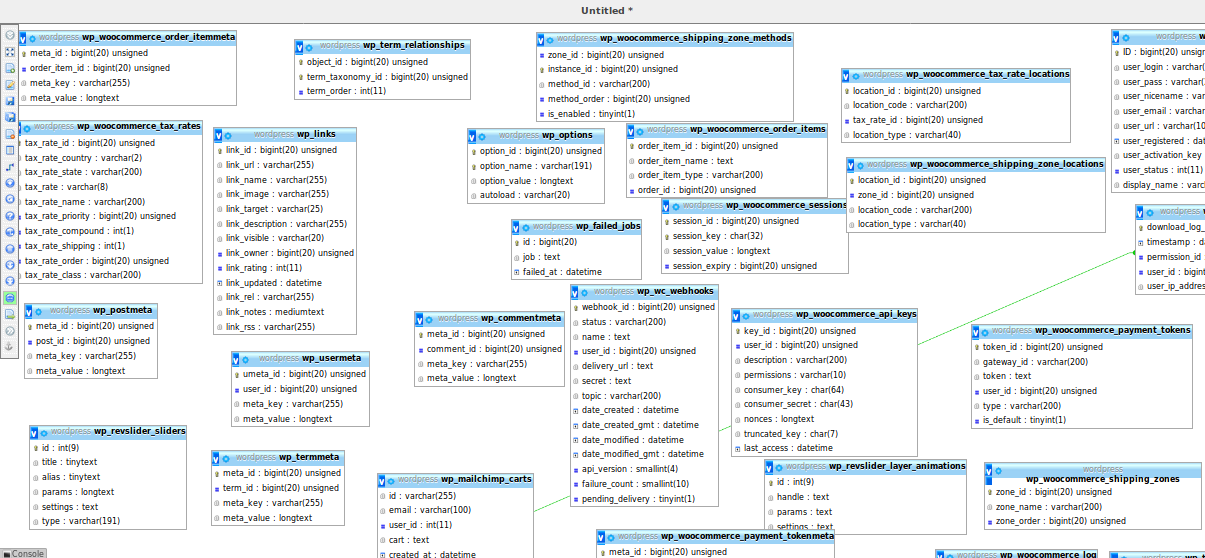 Untitled *
wordpress wp_woocommerce_order_itemmeta
meta_id : bigint(20) unsigned
order_item_id : bigint(20) unsigned
meta_key : varchar(255)
meta_value : longtext
wordpress wp_term_relationships
object_id : bigint(20) unsigned
term_taxonomy_id : bigint(20) unsigned
term_order : int(11)
wordpress wp_woocommerce_shipping_zone_methods
zone_id : bigint(20) unsigned
instance_id : bigint(20) unsigned
method_id : varchar(200)
method_order : bigint(20) unsigned
is_enabled : tinyint(1)
wordpress wp_woocommerce_tax_rate_locations
location_id : bigint(20) unsigned
location_code : varchar(200)
tax_rate_id : bigint(20) unsigned
location_type : varchar(40)
wordpress w
ID : bigint(20) unsigr
user_login : varchar(
user_pass : varchar(
user_nicename : varc
user_email : varchar
user_url : varchar(10
user_registered : dat
user_activation_key
user_status : int(11)
display_name : varc
wordpress wp_woocommerce_tax_rates
tax_rate_id : bigint(20) unsigned
tax_rate_country : varchar(2)
tax_rate_state : varchar(200)
tax_rate : varchar(8)
tax_rate_name : varchar(200)
tax_rate_priority : bigint(20) unsigned
tax_rate_compound : int(1)
tax_rate_shipping : int(1)
tax_rate_order : bigint(20) unsigned
tax_rate_class : varchar(200)
wordpress wp_links
link_id : bigint(20) unsigned
link_url : varchar(255)
link_name : varchar(255)
link_image : varchar(255)
link_target : varchar(25)
link_description : varchar(255)
link_visible : varchar(20)
link_owner : bigint(20) unsigned
link_rating : int(11)
link_updated : datetime
link_rel : varchar(255)
link_notes : mediumtext
link_rss : varchar(255)
wordpress wp_options
option_id : bigint(20) unsigned
option_name : varchar(191)
option_value : longtext
autoload : varchar(20)
wordpress wp_woocommerce_order_items
order_item_id : bigint(20) unsigned
order_item_name : text
order_item_type : varchar(200)
order_id : bigint(20) unsigned
wordpress wp_woocommerce_shipping_zone_locations
location_id : bigint(20) unsigned
zone_id : bigint(20) unsigned
location_code : varchar(200)
location_type : varchar(40)
wordpress wp_woocommerce_sessions
session_id : bigint(20) unsigned
session_key : char(32)
session_value : longtext
session_expiry : bigint(20) unsigned
wordpress wp_failed_jobs
id : bigint(20)
job : text
failed_at : datetime
wordpress w
download_log_
timestamp : da
permission_id
user_id : bigint
user_ip_addres
wordpress wp_postmeta
meta_id : bigint(20) unsigned
post_id : bigint(20) unsigned
meta_key : varchar(255)
meta_value : longtext
wordpress wp_commentmeta
meta_id : bigint(20) unsigned
comment_id : bigint(20) unsigned
meta_key : varchar(255)
meta_value : longtext
wordpress wp_wc_webhooks
webhook_id : bigint(20) unsigned
status : varchar(200)
name : text
user_id : bigint(20) unsigned
delivery_url : text
secret : text
topic : varchar(200)
date_created : datetime
date_created_gmt : datetime
date_modified : datetime
date_modified_gmt : datetime
api_version : smallint(4)
failure_count : smallint(10)
pending_delivery : tinyint(1)
wordpress wp_woocommerce_api_keys
key_id : bigint(20) unsigned
user_id : bigint(20) unsigned
description : varchar(200)
permissions : varchar(10)
consumer_key : char(64)
consumer_secret : char(43)
nonces : longtext
truncated_key : char(7)
last_access : datetime
wordpress wp_woocommerce_payment_tokens
token_id : bigint(20) unsigned
gateway_id : varchar(200)
token : text
user_id : bigint(20) unsigned
type : varchar(200)
is_default : tinyint(1)
wordpress wp_usermeta
umeta_id : bigint(20) unsigned
user_id : bigint(20) unsigned
meta_key : varchar(255)
meta_value : longtext
wordpress wp_revslider_sliders
id : int(9)
title : tinytext
alias : tinytext
params : longtext
settings : text
type : varchar(191)
wordpress wp_termmeta
meta_id : bigint(20) unsigned
term_id : bigint(20) unsigned
meta_key : varchar(255)
meta_value : longtext
wordpress wp_mailchimp_carts
id : varchar(255)
email : varchar(100)
user_id : int(11)
cart : text
created_at : datetime
wordpress wp_revslider_layer_animations
id : int(9)
handle : text
params : text
settings : text
wordpress
wp_woocommerce_shipping_zones
zone_id : bigint(20) unsigned
zone_name : varchar(200)
zone_order : bigint(20) unsigned
wordpress wp_woocommerce_payment_tokenmeta
meta_id : bigint(20) unsigned
wordpress wp_woocommerce_log
Console